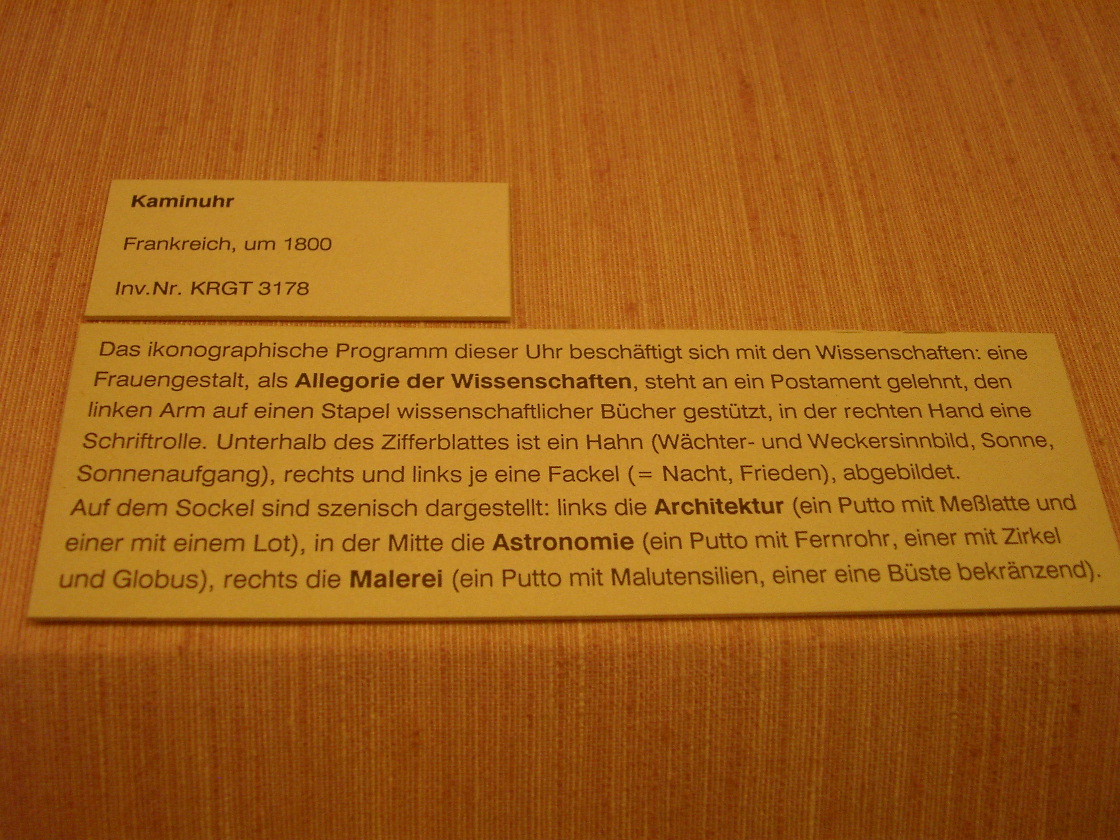 Kaminuhr
Frankreich, um 1800
Inv.Nr. KRGT 3178
Das ikonographische Programm dieser Uhr beschäftigt sich mit den Wissenschaften: eine
Frauengestalt, als Allegorie der Wissenschaften, steht an ein Postament gelehnt, den
linken Arm auf einen Stapel wissenschaftlicher Bücher gestützt, in der rechten Hand eine
Schriftrolle. Unterhalb des Zifferblattes ist ein Hahn (Wächter- und Weckersinnbild, Sonne,
Sonnenaufgang), rechts und links je eine Fackel (= Nacht, Frieden), abgebildet.
Auf dem Sockel sind szenisch dargestellt: links die Architektur (ein Putto mit Meßlatte und
einer mit einem Lot), in der Mitte die Astronomie (ein Putto mit Fernrohr, einer mit Zirkel
und Globus), rechts die Malerei (ein Putto mit Malutensilien, einer eine Büste bekränzend).